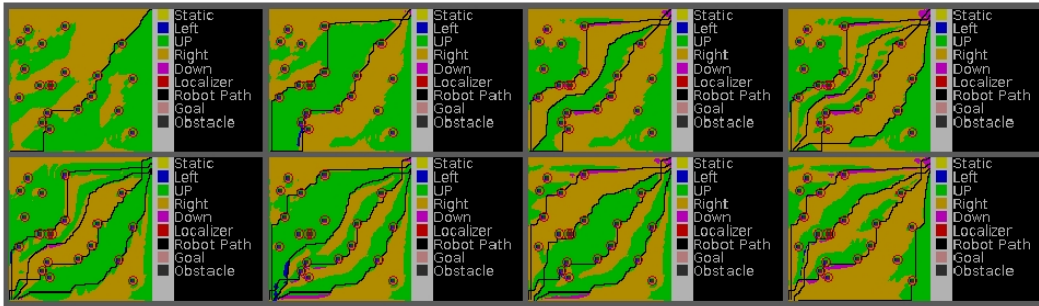 Static
Left
UP
Right
Down
Localizer
Robot Path
Goal
Obstacle
Static
Left
UP
Right
Down
Localizer
Robot Path
Goal
Obstacle
Static
Left
UP
Right
Down
Localizer
Robot Path
Goal
Obstacle
Static
Left
UP
Right
Down
Localizer
Robot Path
Goal
Obstacle
Static
Left
UP
Right
Down
Localizer
Robot Path
Goal
Obstacle
Static
Left
UP
Right
Down
Localizer
Robot Path
Goal
Obstacle
Static
Left
UP
Right
Down
Localizer
Robot Path
Goal
Obstacle
Static
Left
UP
Right
Down
Localizer
Robot Path
Goal
Obstacle